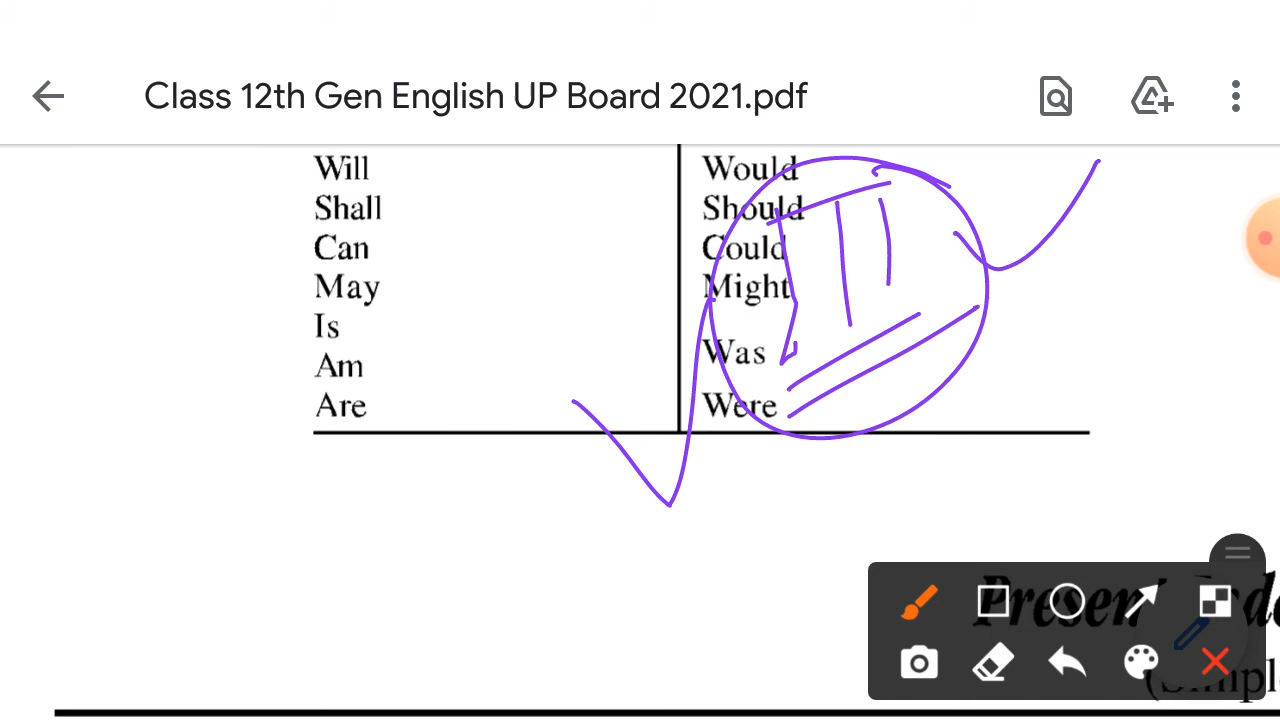 Class 12th Gen English UP Board 2021.pdf
Will Would
Shall Should
Can Could
May Might
Is
Am Was
Are Were